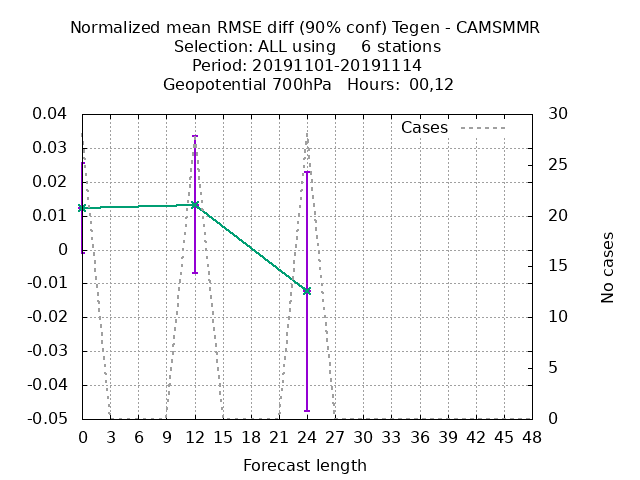 Normalized mean RMSE diff (90% conf) Tegen - CAMSMMR
Selection: ALL using 6 stations
Period: 20191101-20191114
Geopotential 700hPa Hours: 00,12
Cases
0.04
0.03
0.02
0.01
0
-0.01
-0.02
-0.03
-0.04
-0.05
30
25
20
15
10
5
0
No cases
0 3 6 9 12 15 18 21 24 27 30 33 36 39 42 45 48
Forecast length